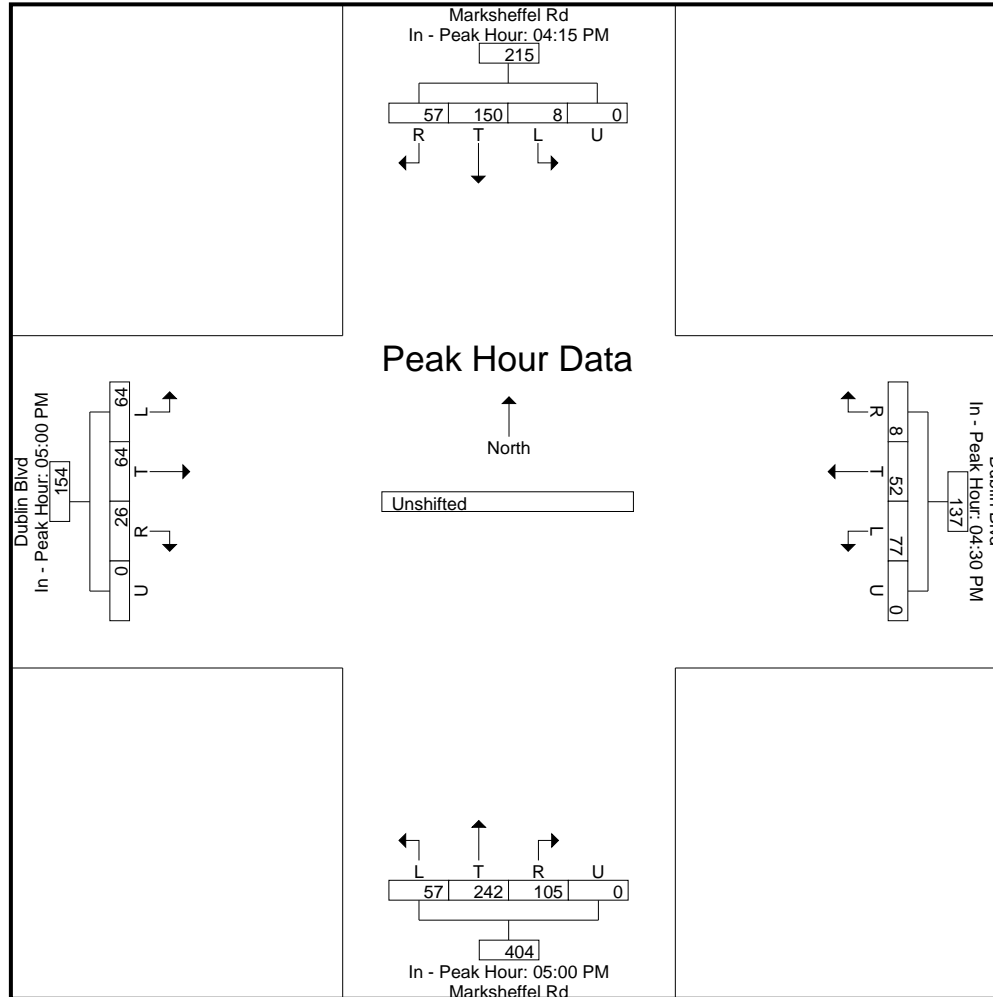 Marksheffel Rd
In - Peak Hour: 04:15 PM
215
57 150 8 0
R T L U
Peak Hour Data
North
Unshifted
Dublin Blvd
In - Peak Hour: 05:00 PM
154
64 64 26 0
L T R U
In - Peak Hour: 04:30 PM
137
8 52 77 0
R T L U
L T R U
57 242 105 0
404
In - Peak Hour: 05:00 PM
Marksheffel Rd